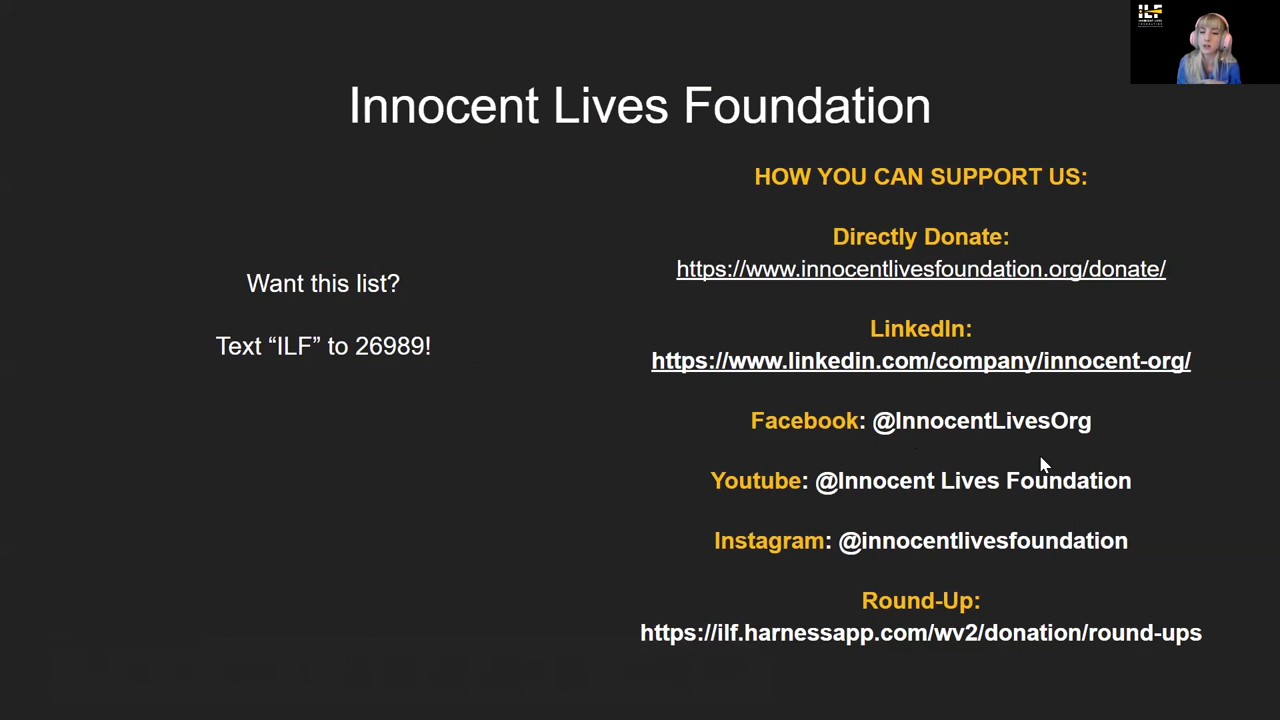 ILF
Innocent Lives Foundation
HOW YOU CAN SUPPORT US:
Directly Donate:
https://www.innocentlivesfoundation.org/donate/
Want this list?
Text “ILF” to 26989!
LinkedIn:
https://www.linkedin.com/company/innocent-org/
Facebook: @InnocentLivesOrg
Youtube: @Innocent Lives Foundation
Instagram: @innocentlivesfoundation
Round-Up:
https://ilf.harnessapp.com/wv2/donation/round-ups